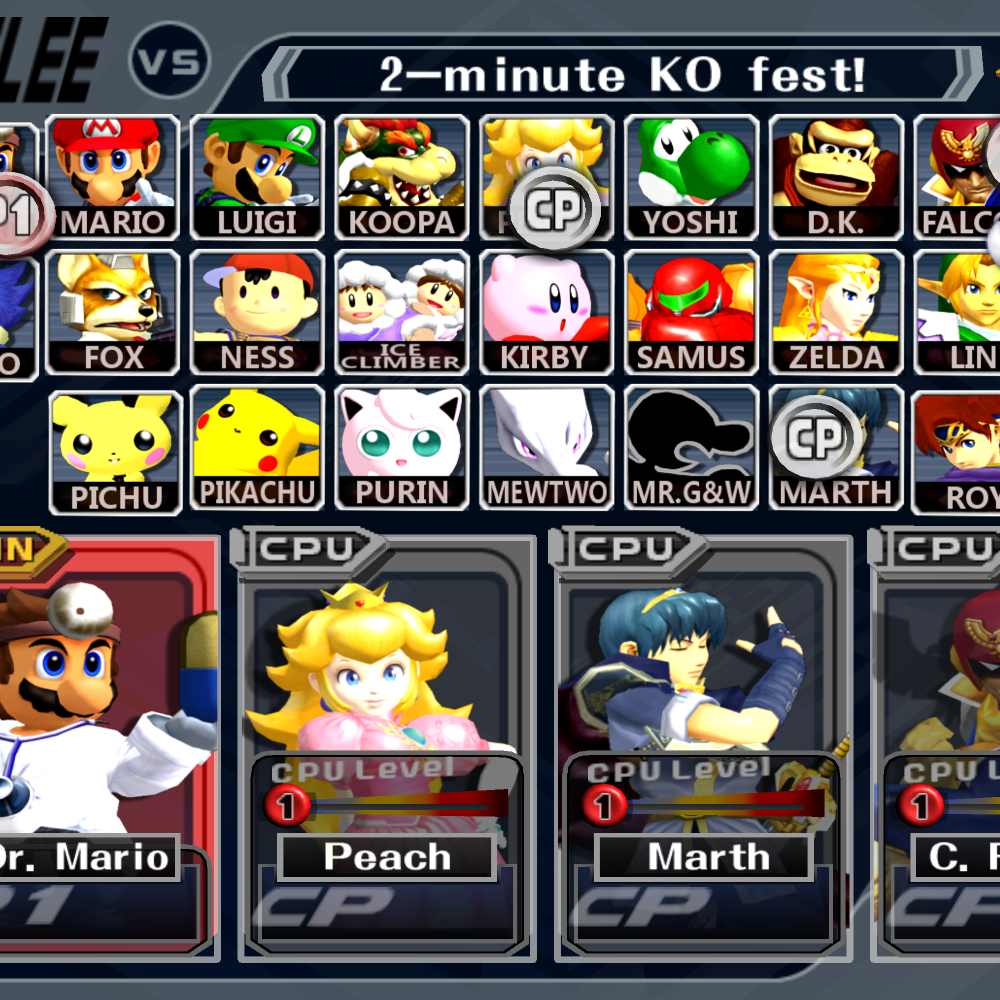 LEE
VS
2-minute KO fest!
MARIO
LUIGI
KOOPA
P
CP
YOSHI
D.K.
FALCO
P1
O
FOX
NESS
ICE
CLIMBER
KIRBY
SAMUS
ZELDA
LIN
PICHU
PIKACHU
PURIN
MEWTWO
MR.G&W
CP
MARTH
ROY
N
CPU
CPU
CPU
CPU Level
CPU Level
CPU L
1
1
1
Dr. Mario
Peach
Marth
C. F
P1
CP
CP
CP